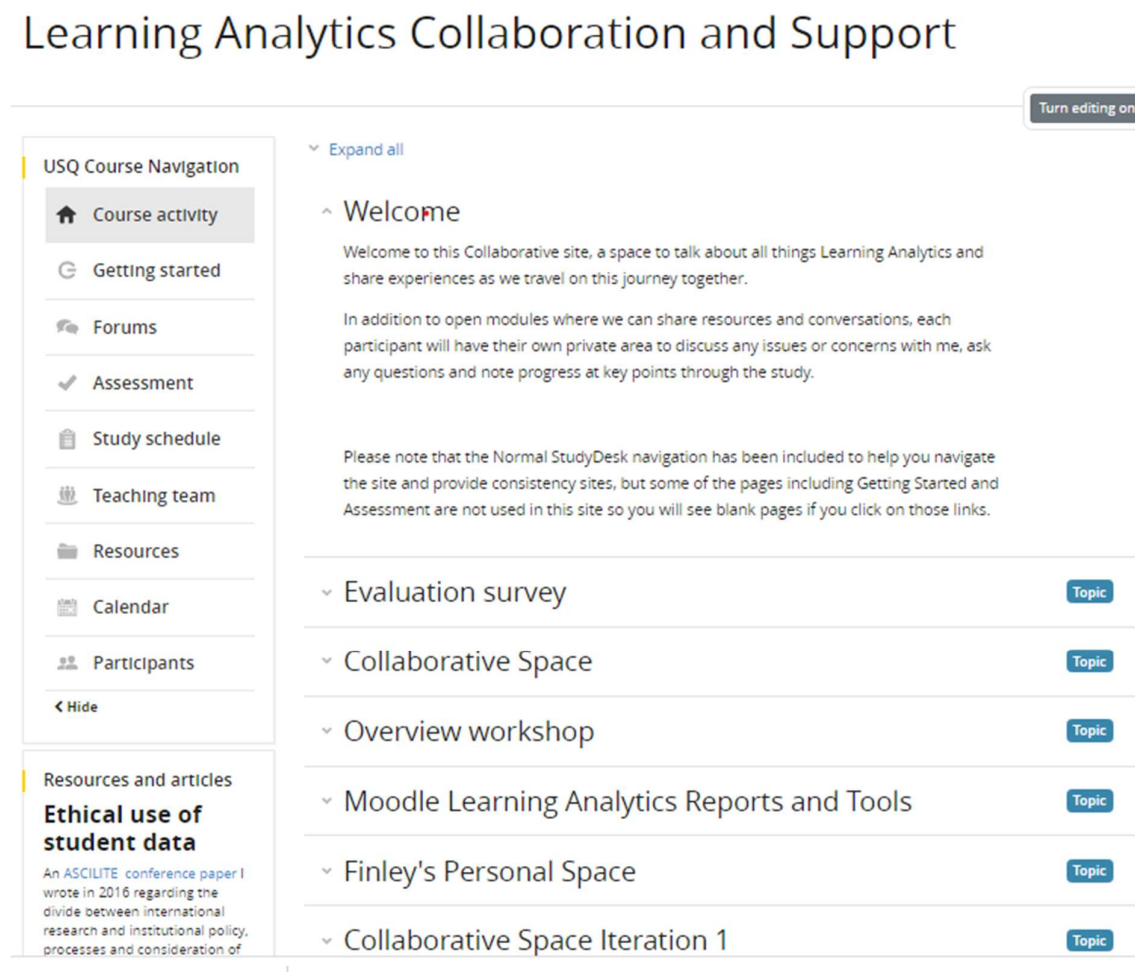 Learning Analytics Collaboration and Support
Turn editing on
USQ Course Navigation
Course activity
Getting started
Forums
Assessment
Study schedule
Teaching team
Resources
Calendar
Participants
Hide
Resources and articles
Ethical use of
student data
An ASCILITE conference paper I
wrote in 2016 regarding the
divide between international
research and institutional policy,
processes and consideration of
Expand all
Welcome
Welcome to this Collaborative site, a space to talk about all things Learning Analytics and
share experiences as we travel on this journey together.
In addition to open modules where we can share resources and conversations, each
participant will have their own private area to discuss any issues or concerns with me, ask
any questions and note progress at key points through the study.
Please note that the Normal StudyDesk navigation has been included to help you navigate
the site and provide consistency sites, but some of the pages including Getting Started and
Assessment are not used in this site so you will see blank pages if you click on those links.
Evaluation survey Topic
Collaborative Space Topic
Overview workshop Topic
Moodle Learning Analytics Reports and Tools Topic
Finley's Personal Space Topic
Collaborative Space Iteration 1 Topic